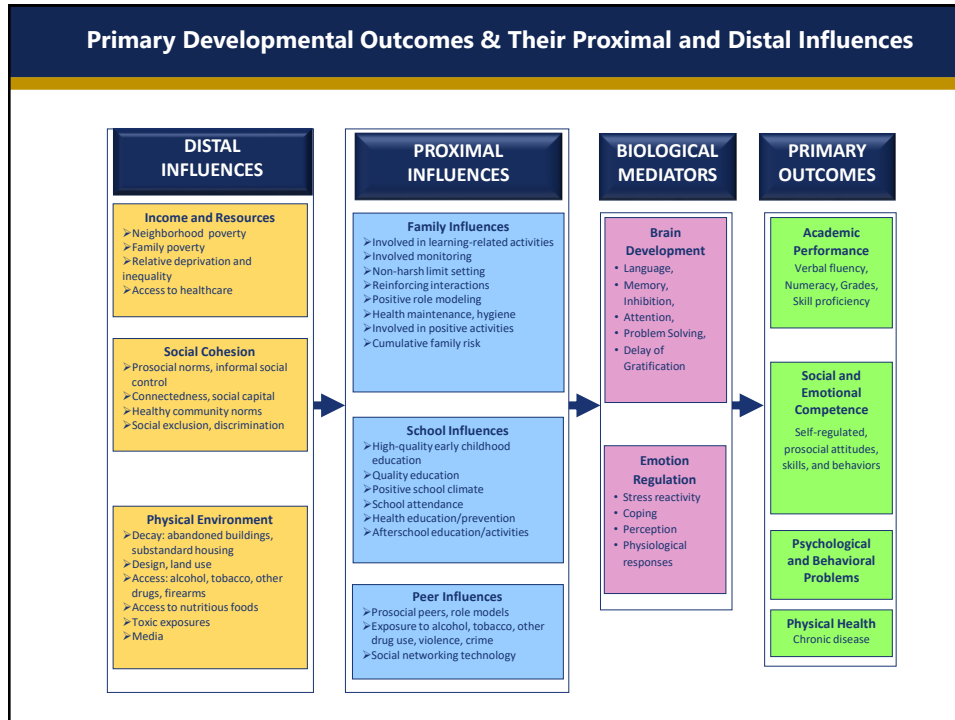 Primary Developmental Outcomes & Their Proximal and Distal Influences
DISTAL
INFLUENCES
Income and Resources
➢Neighborhood poverty
➢Family poverty
➢Relative deprivation and
inequality
➢Access to healthcare
Social Cohesion
➢Prosocial norms, informal social
control
➢Connectedness, social capital
➢Healthy community norms
➢Social exclusion, discrimination
Physical Environment
➢Decay: abandoned buildings,
substandard housing
➢Design, land use
➢Access: alcohol, tobacco, other
drugs, firearms
➢Access to nutritious foods
➢Toxic exposures
➢Media
PROXIMAL
INFLUENCES
Family Influences
➢Involved in learning-related activities
➢Involved monitoring
➢Non-harsh limit setting
➢Reinforcing interactions
➢Positive role modeling
➢Health maintenance, hygiene
➢Involved in positive activities
➢Cumulative family risk
School Influences
➢High-quality early childhood
education
➢Quality education
➢Positive school climate
➢School attendance
➢Health education/prevention
➢Afterschool education/activities
Peer Influences
➢Prosocial peers, role models
➢Exposure to alcohol, tobacco, other
drug use, violence, crime
➢Social networking technology
BIOLOGICAL
MEDIATORS
Brain
Development
• Language,
• Memory,
Inhibition,
• Attention,
• Problem Solving,
• Delay of
Gratification
Emotion
Regulation
• Stress reactivity
• Coping
• Perception
• Physiological
responses
PRIMARY
OUTCOMES
Academic
Performance
Verbal fluency,
Numeracy, Grades,
Skill proficiency
Social and
Emotional
Competence
Self-regulated,
prosocial attitudes,
skills, and behaviors
Psychological
and Behavioral
Problems
Physical Health
Chronic disease